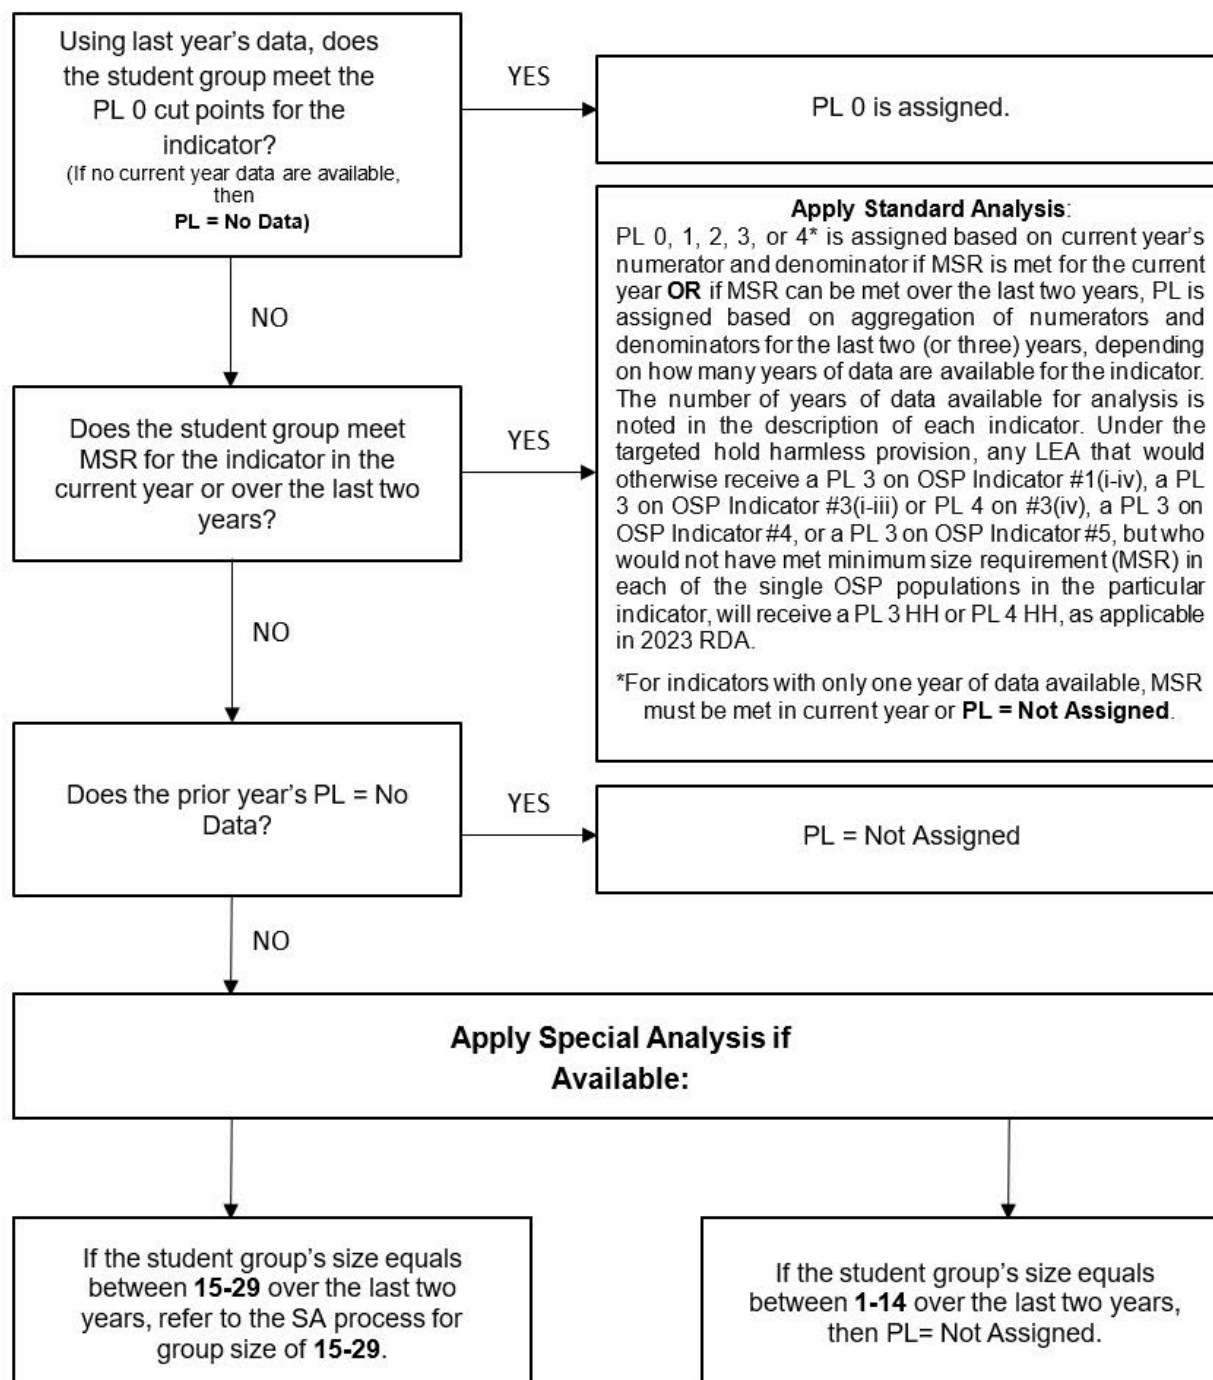 Using last year's data, does
the student group meet the
PL 0 cut points for the
indicator?
(If no current year data are available,
then
PL = No Data)
YES
PL 0 is assigned.
NO
Does the student group meet
MSR for the indicator in the
current year or over the last two
years?
YES
Apply Standard Analysis:
PL 0, 1, 2, 3, or 4* is assigned based on current year's
numerator and denominator if MSR is met for the current
year OR if MSR can be met over the last two years, PL is
assigned based on aggregation of numerators and
denominators for the last two (or three) years, depending
on how many years of data are available for the indicator.
The number of years of data available for analysis is
noted in the description of each indicator. Under the
targeted hold harmless provision, any LEA that would
otherwise receive a PL 3 on OSP Indicator #1(i-iv), a PL
3 on OSP Indicator #3(i-iii) or PL 4 on #3(iv), a PL 3 on
OSP Indicator #4, or a PL 3 on OSP Indicator #5, but who
would not have met minimum size requirement (MSR) in
each of the single OSP populations in the particular
indicator, will receive a PL 3 HH or PL 4 HH, as applicable
in 2023 RDA.
*For indicators with only one year of data available, MSR
must be met in current year or PL = Not Assigned.
NO
Does the prior year's PL = No
Data?
YES
PL = Not Assigned
NO
Apply Special Analysis if
Available:
If the student group's size equals
between 15-29 over the last two
years, refer to the SA process for
group size of 15-29.
If the student group's size equals
between 1-14 over the last two years,
then PL= Not Assigned.